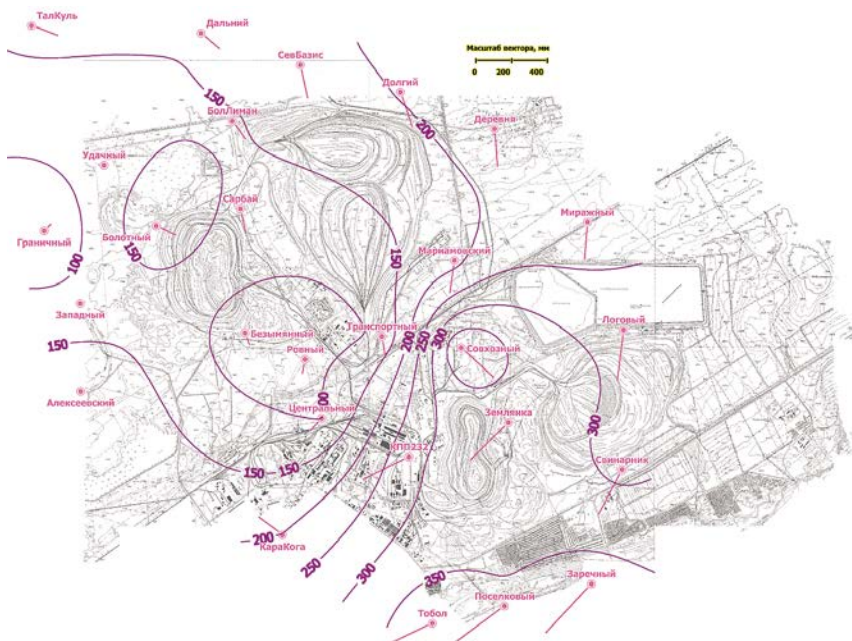 ТалКуль
Дальний
Масштаб вектора, мм
0 200 400
СевБазис
Долгий
150
БолЛиман
200
Деревня
Удачный
Сарбай
Миражный
Граничный
Болотный
150
100
150
Мариамовский
Западный
150
Безымянный
Транспортный
200
250
300
Логовый
Ровный
Совхозный
Алексеевский
00
Центральный
Земляника
300
КПП232
150
150
Свинарник
200
КараКога
250
300
350
Заречный
Поселковый
Тобол